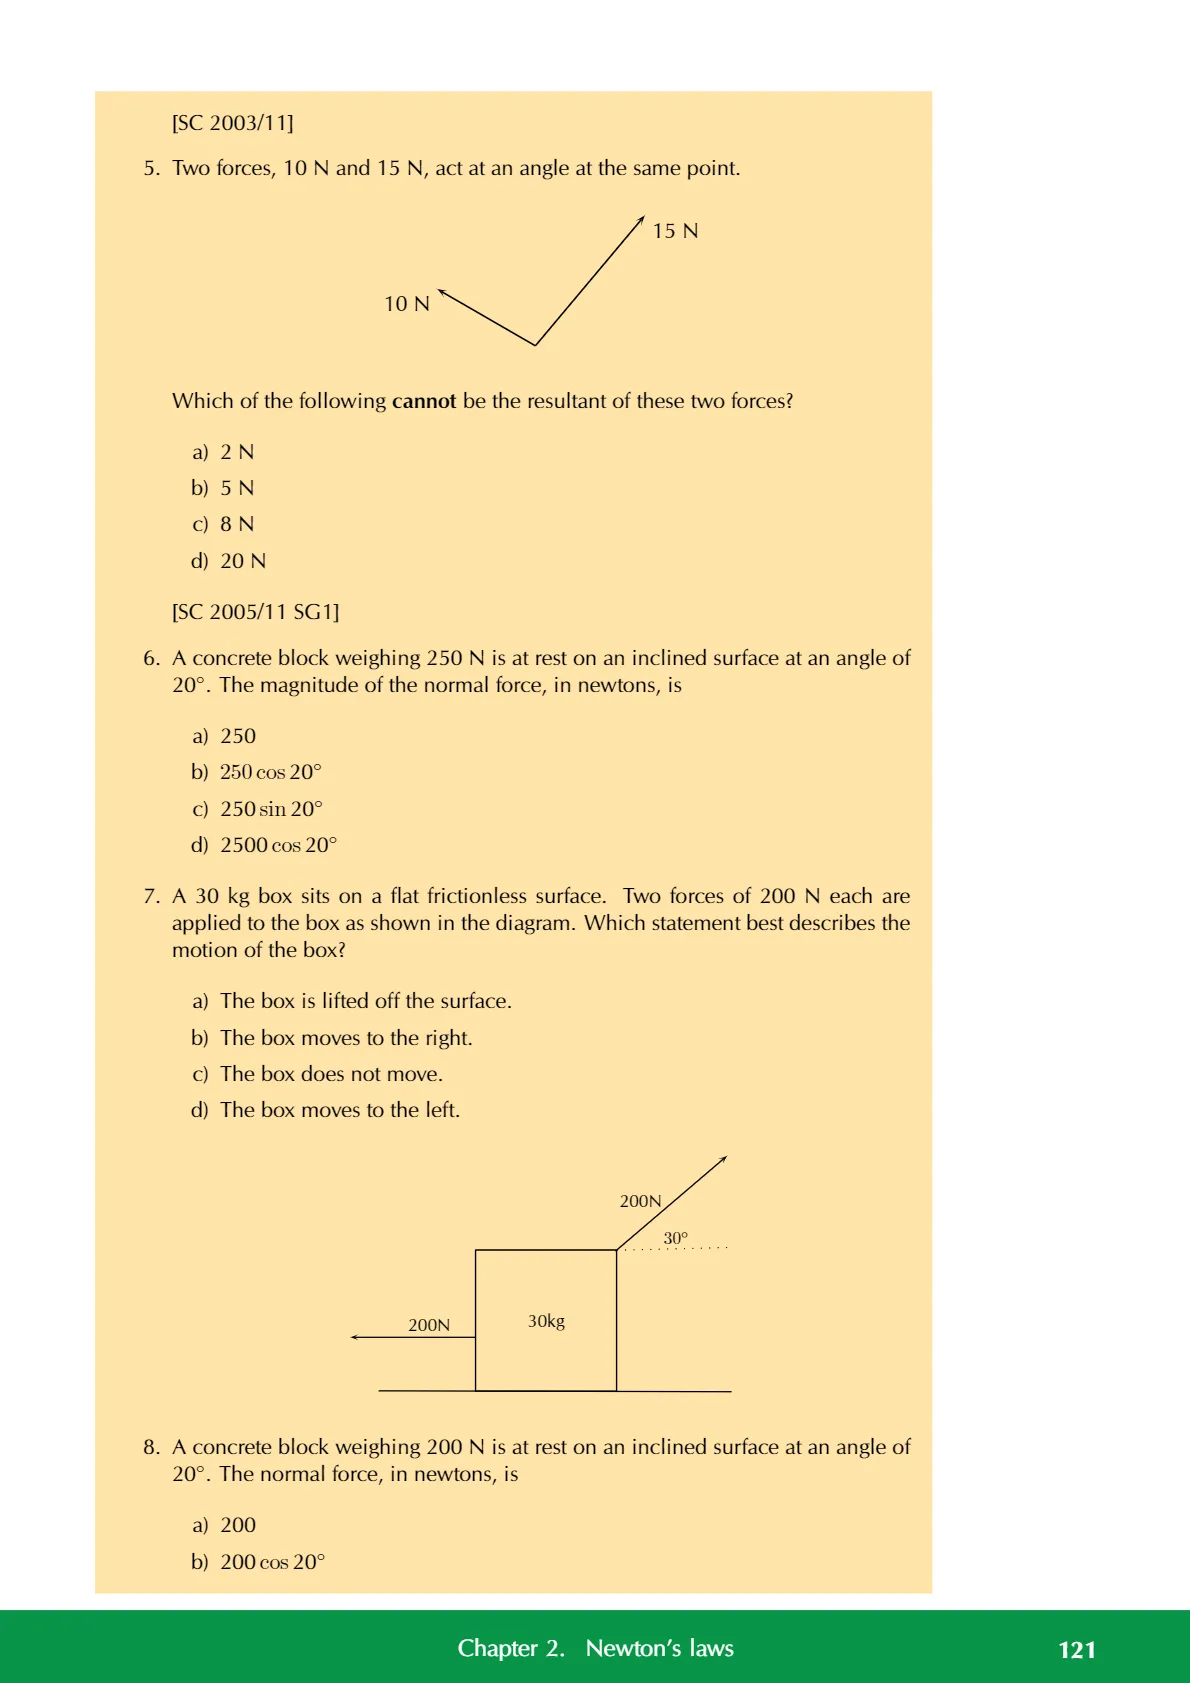 [SC 2003/11]
5. Two forces, 10 N and 15 N, act at an angle at the same point.
15 N
10 N
Which of the following cannot be the resultant of these two forces?
a) 2 N
b) 5 N
c) 8 N
d) 20 N
[SC 2005/11 SG1]
6. A concrete block weighing 250 N is at rest on an inclined surface at an angle of
20°. The magnitude of the normal force, in newtons, is
a) 250
b) 250 cos 20°
c) 250 sin 20°
d) 2500 cos 20°
7. A 30 kg box sits on a flat frictionless surface. Two forces of 200 N each are
applied to the box as shown in the diagram. Which statement best describes the
motion of the box?
a) The box is lifted off the surface.
b) The box moves to the right.
c) The box does not move.
d) The box moves to the left.
200N
30°
200N
30kg
8. A concrete block weighing 200 N is at rest on an inclined surface at an angle of
20°. The normal force, in newtons, is
a) 200
b) 200 cos 20°
Chapter 2. Newton's laws 121